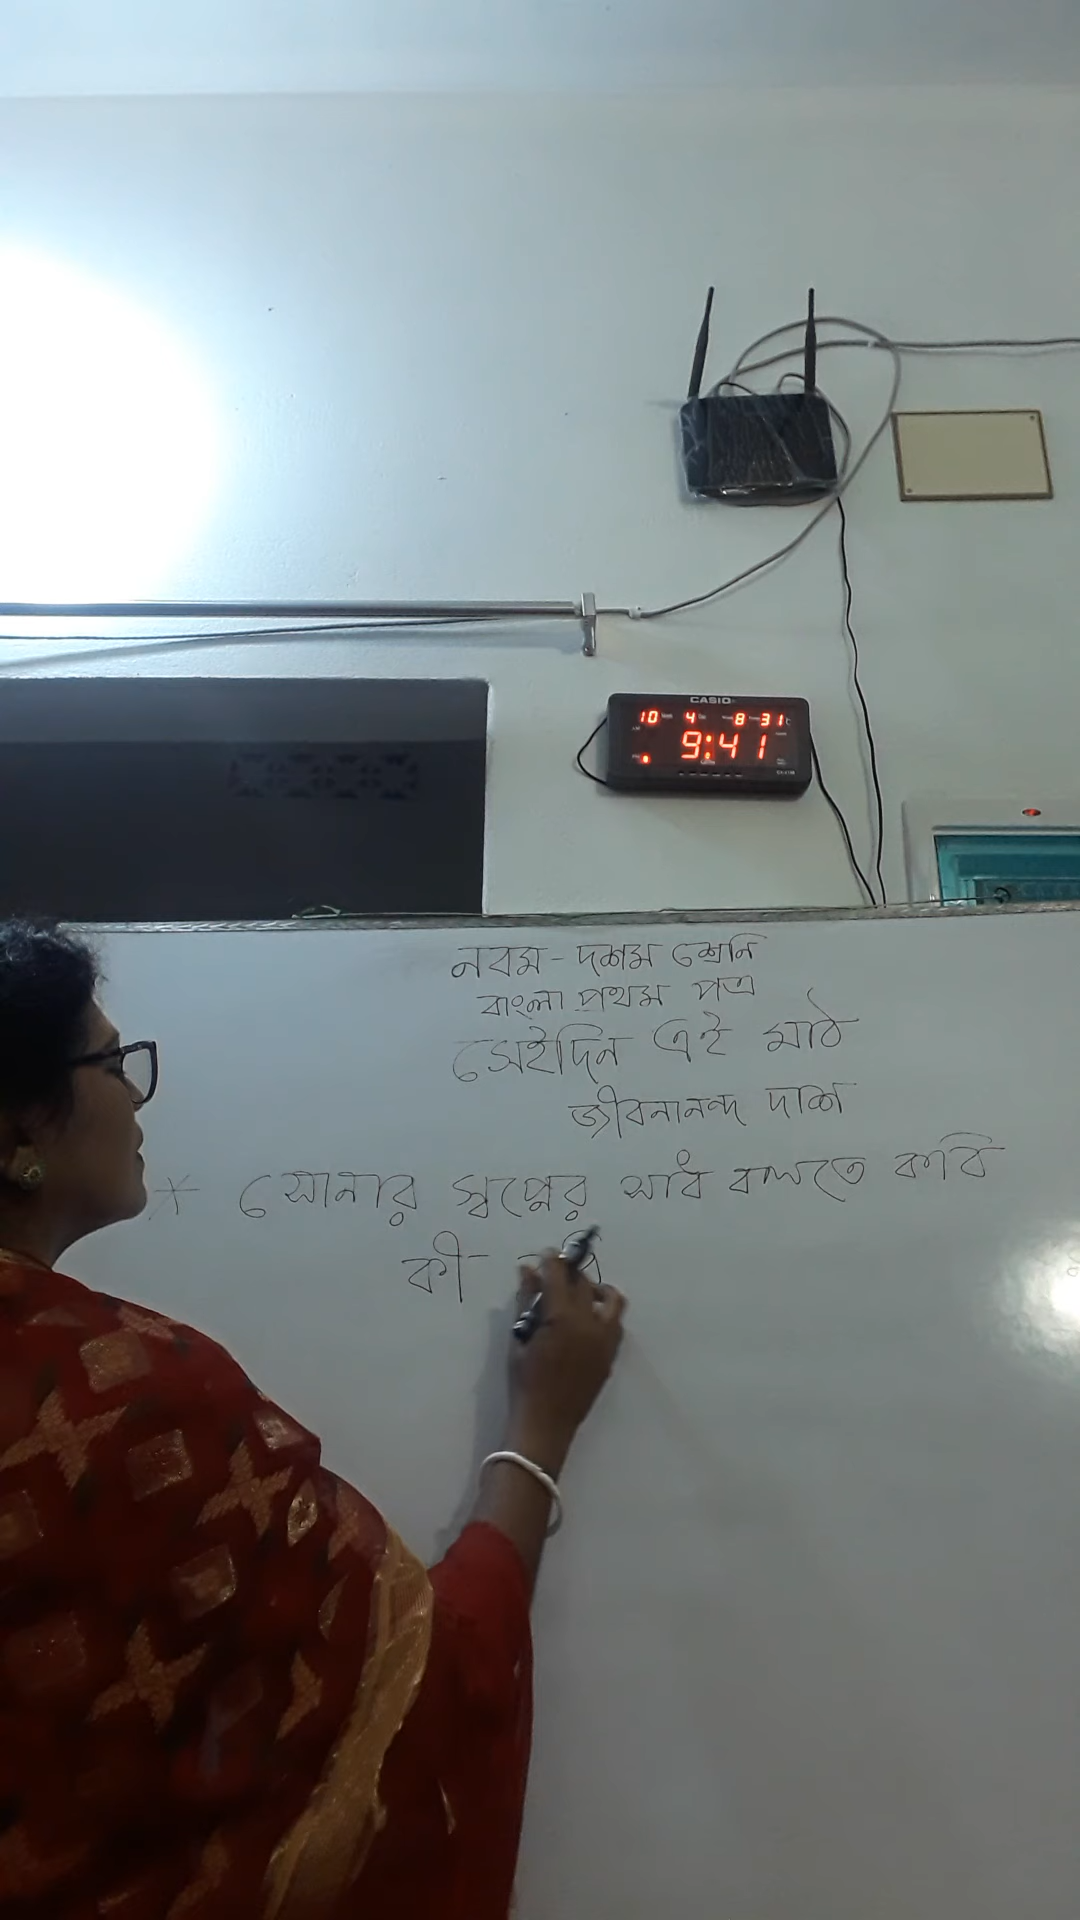 CASIO
10 4 8 31
9:41
নবম - দশম শ্রেনি
বাংলা প্রথম পত্র
সেইদিন এই মাঠ
জীবনানন্দ দাশ
* সোনার স্বপ্নের সাধ বলতে কবি
কী